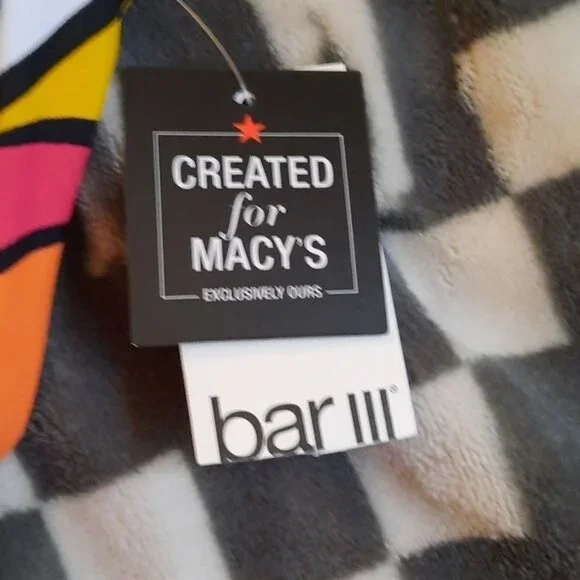 CREATED
for
MACY'S
EXCLUSIVELY OURS
bar III®